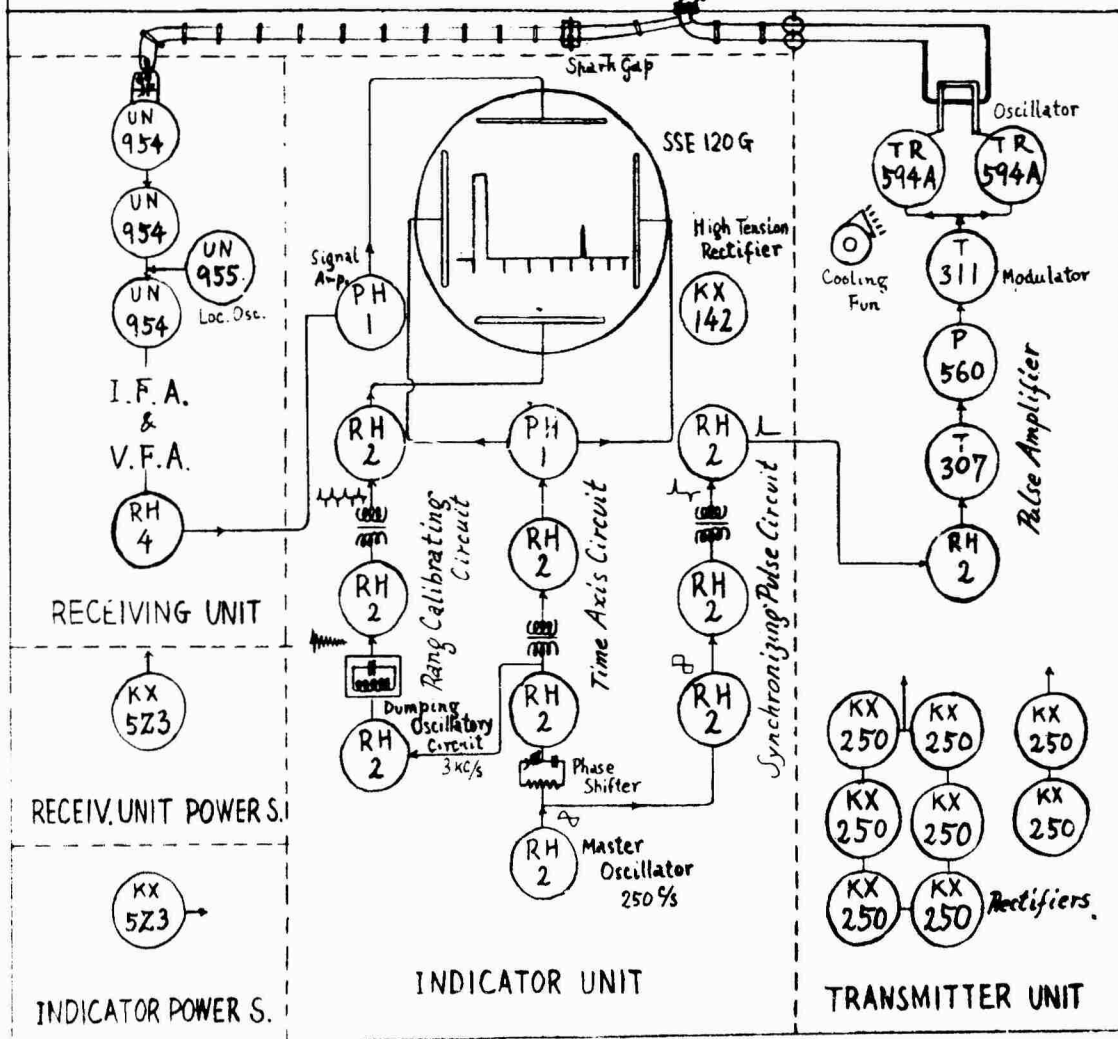 Spark Gap
UN
954
UN
954
UN
955.
Loc. Osc.
UN
954
I.F.A.
&
V.F.A.
RH
4
RECEIVING UNIT
KX
5Z3
RECEIV. UNIT POWER S.
KX
5Z3
INDICATOR POWER S.
SSE 120 G
Signal
Amp.
PH
1
High Tension
Rectifier
KX
142
RH
2
RH
2
Rang Calibrating
Circuit
Dumping
Oscillatory
Circuit
3 KC/s
RH
2
PH
1
RH
2
Time Axis Circuit
RH
2
Phase
Shifter
RH
2
Master
Oscillator
250 c/s
RH
2
RH
2
RH
2
Synchronizing Pulse Circuit
INDICATOR UNIT
Oscillator
TR
594A
TR
594A
Cooling
Fun
T
311
Modulator
P
560
T
307
RH
2
Pulse Amplifier
KX
250
KX
250
KX
250
KX
250
KX
250
KX
250
KX
250
KX
250
Rectifiers.
TRANSMITTER UNIT